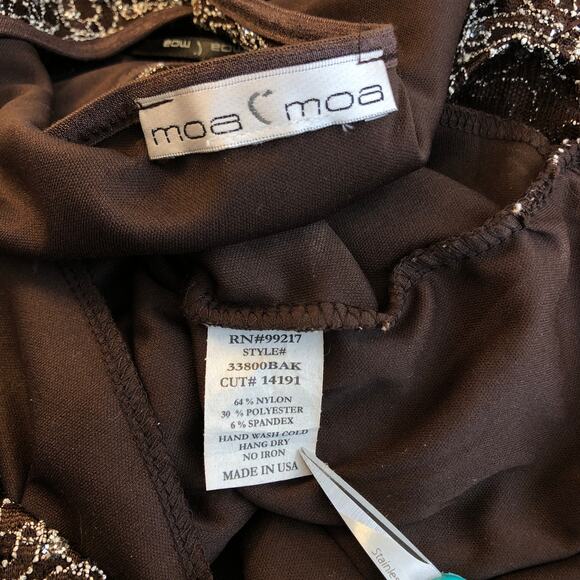 moa moa
RN#99217
STYLE#
33800BAK
CUT# 14191
64 % NYLON
30 % POLYESTER
6 % SPANDEX
HAND WASH COLD
HANG DRY
NO IRON
MADE IN USA
Stainle